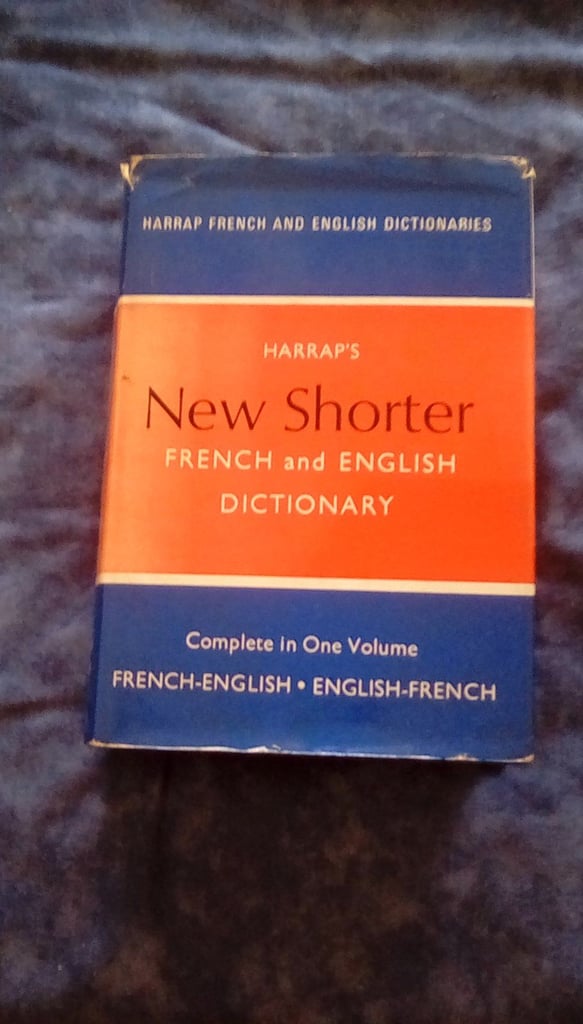 HARRAP FRENCH AND ENGLISH DICTIONARIES
HARRAP'S
New Shorter
FRENCH and ENGLISH
DICTIONARY
Complete in One Volume
FRENCH-ENGLISH • ENGLISH-FRENCH